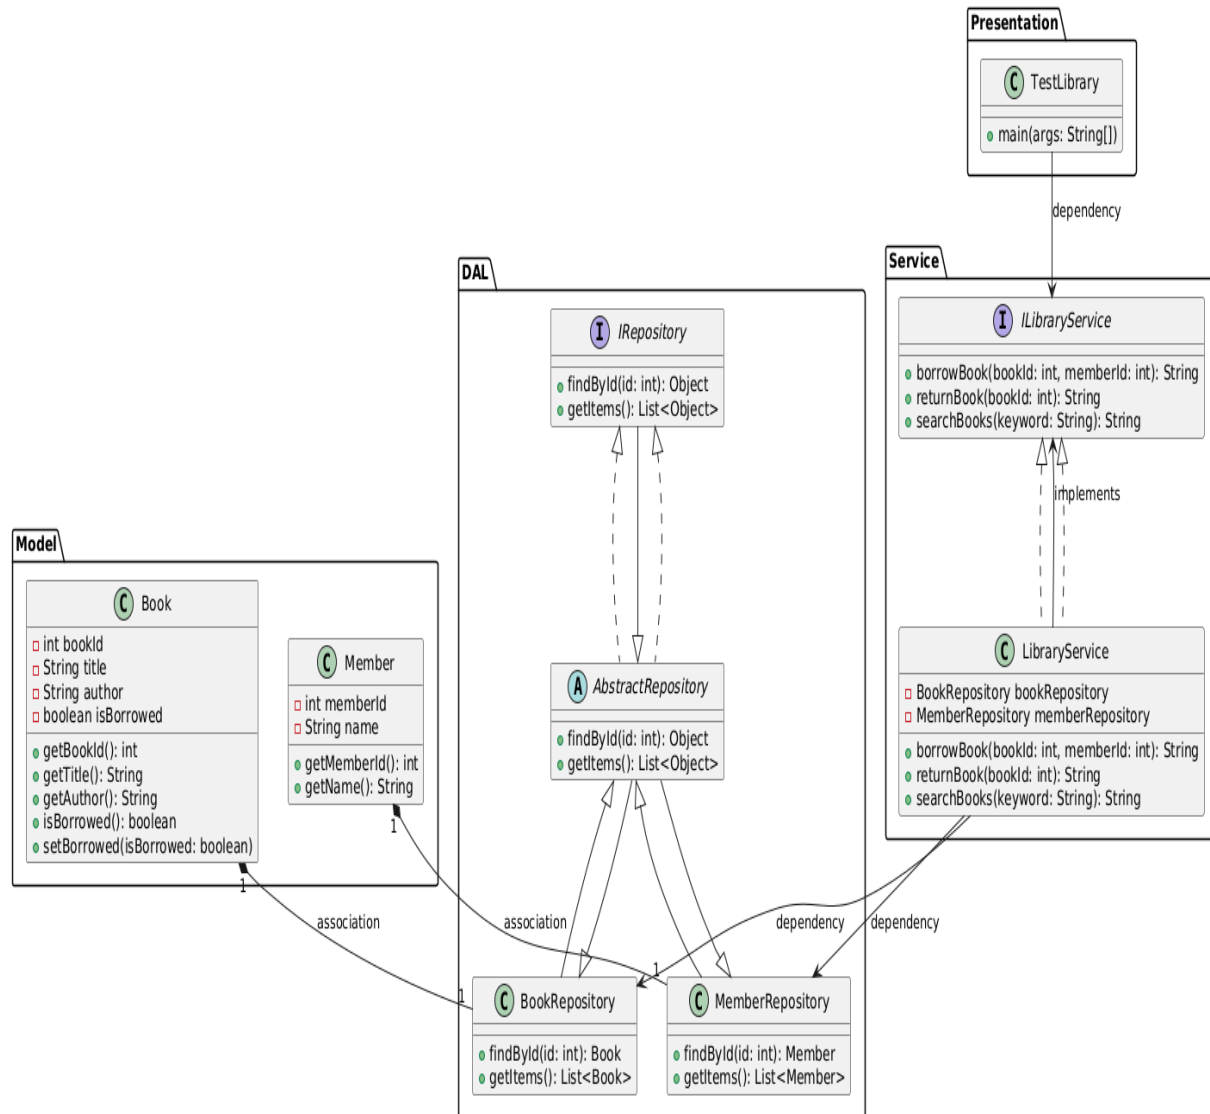 Presentation
C TestLibrary
main(args: String[])
dependency
Service
I ILibraryService
borrowBook(bookId: int, memberId: int): String
returnBook(bookId: int): String
searchBooks(keyword: String): String
implements
C LibraryService
BookRepository bookRepository
MemberRepository memberRepository
borrowBook(bookId: int, memberId: int): String
returnBook(bookId: int): String
searchBooks(keyword: String): String
dependency
dependency
DAL
I IRepository
findById(id: int): Object
getItems(): List<Object>
A AbstractRepository
findById(id: int): Object
getItems(): List<Object>
Model
C Book
int bookId
String title
String author
boolean isBorrowed
getBookId(): int
getTitle(): String
getAuthor(): String
isBorrowed(): boolean
setBorrowed(isBorrowed: boolean)
C Member
int memberId
String name
getMemberId(): int
getName(): String
1
1
association
association
1
1
C BookRepository
findById(id: int): Book
getItems(): List<Book>
C MemberRepository
findById(id: int): Member
getItems(): List<Member>